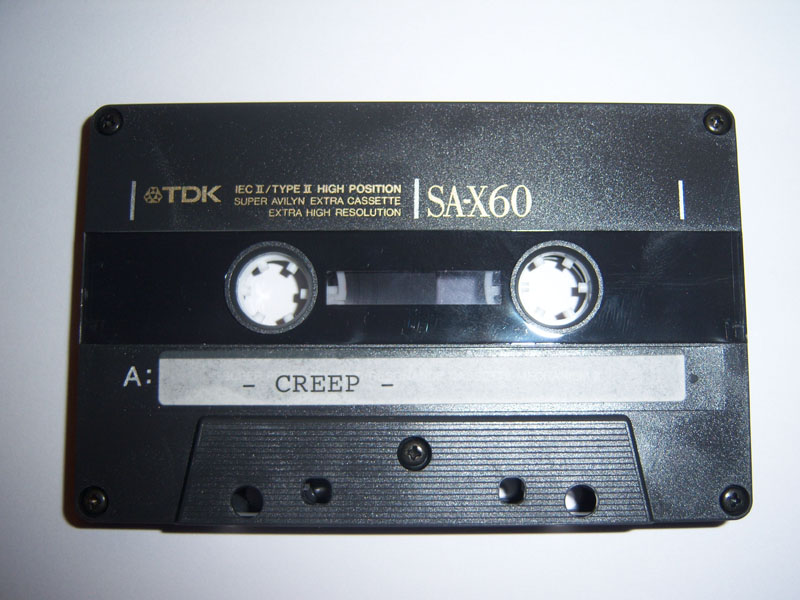 TDK
IEC II/TYPE II HIGH POSITION
SUPER AVILYN EXTRA CASSETTE
EXTRA HIGH RESOLUTION
SA-X60
A:
- CREEP -